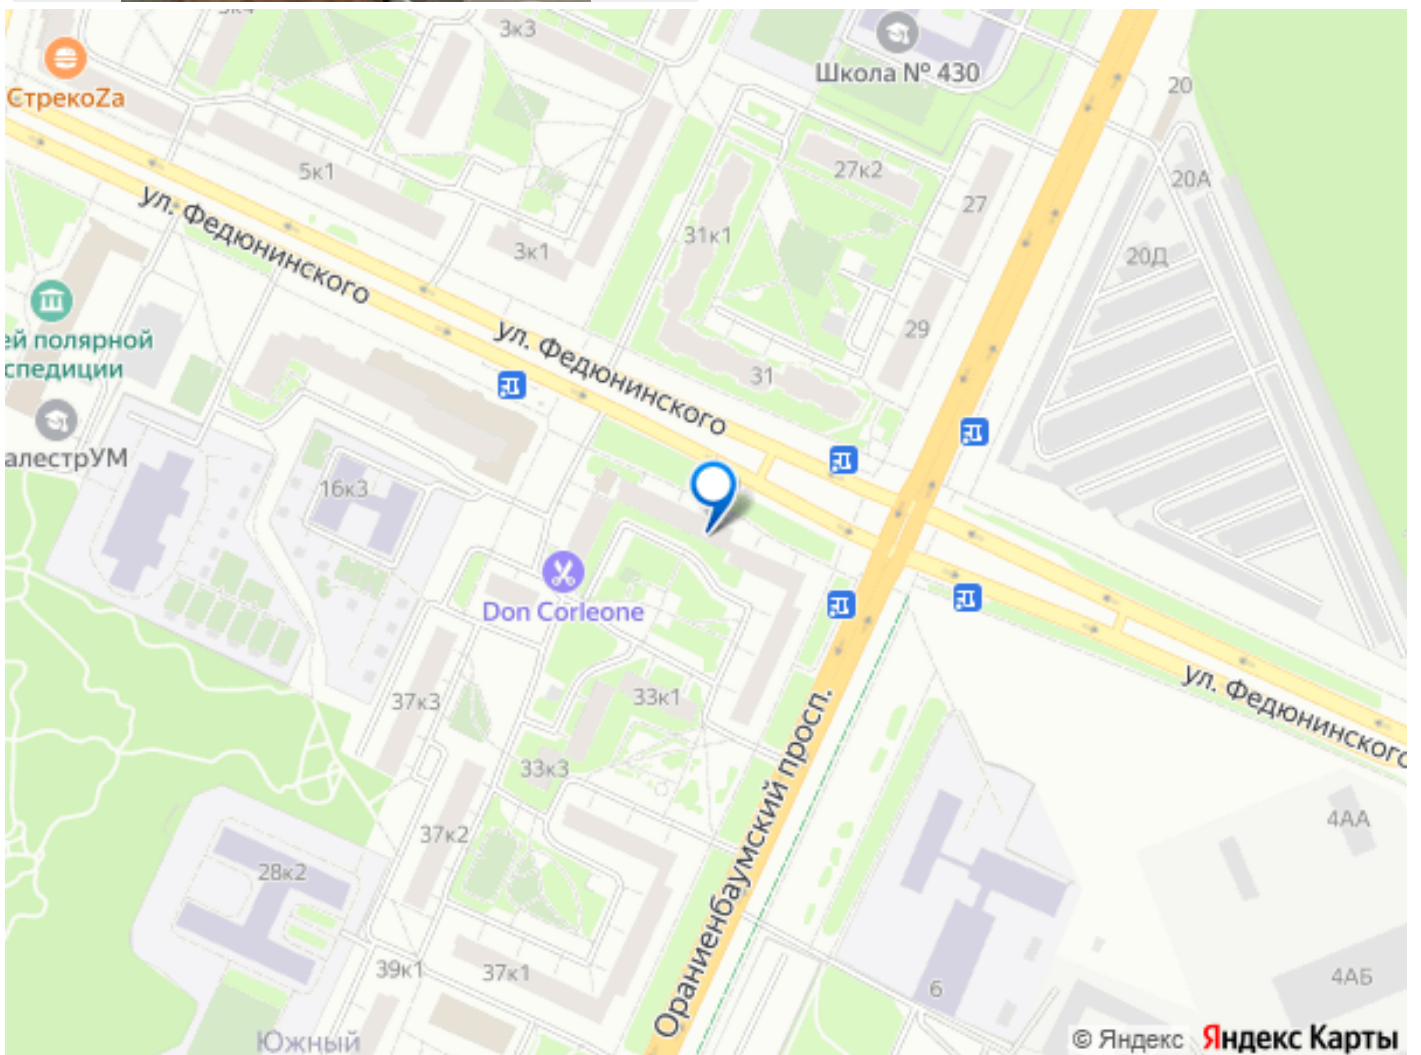 3к3
Школа № 430
СтрекоZа
20
5к1
27к2
20А
ул. Федюнинского
27
31к1
3к1
20Д
ей полярной
спедиции
ул. Федюнинского
29
31
алестрУМ
16к3
Don Corleone
37к3
33к1
ул. Федюнинского
33к3
Ораниенбаумский просп.
37к2
4АА
28к2
39к1
37к1
6
4АБ
Южный
© Яндекс Яндекс Карты